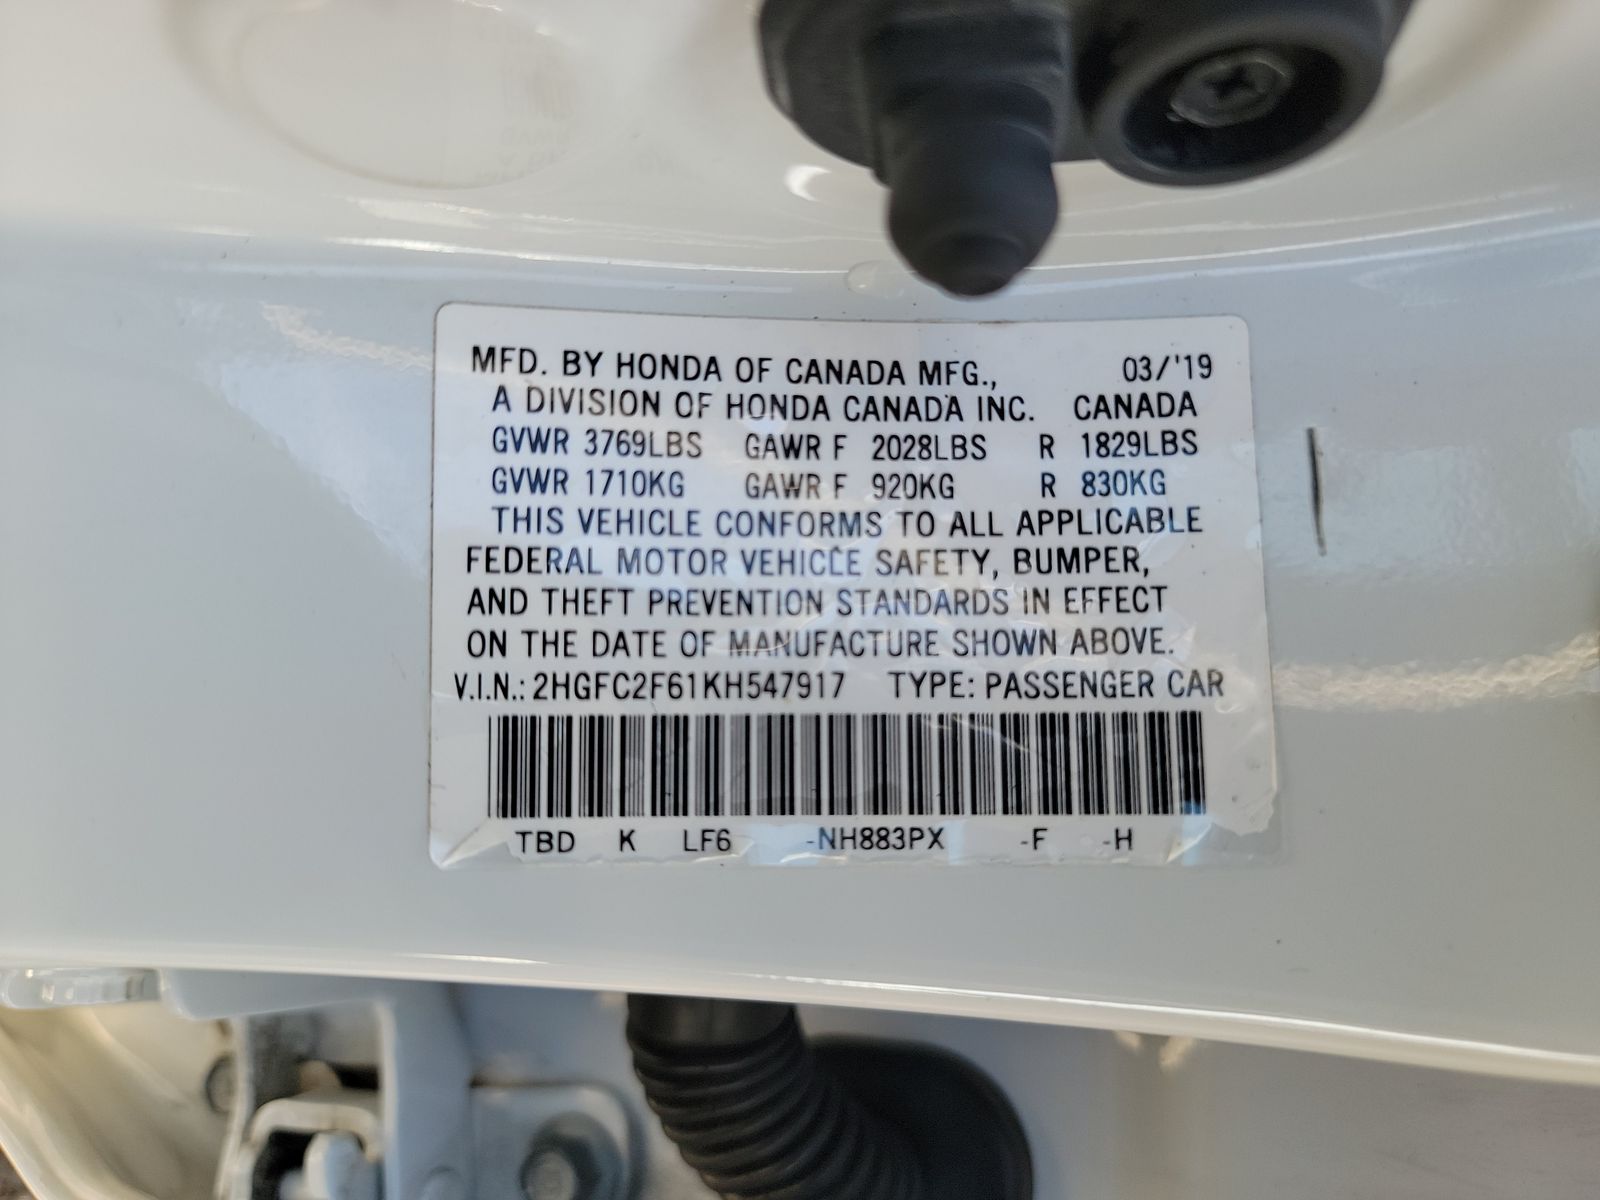 MFD. BY HONDA OF CANADA MFG., 03/'19
A DIVISION OF HONDA CANADA INC. CANADA
GVWR 3769LBS GAWR F 2028LBS R 1829LBS
GVWR 1710KG GAWR F 920KG R 830KG
THIS VEHICLE CONFORMS TO ALL APPLICABLE
FEDERAL MOTOR VEHICLE SAFETY, BUMPER,
AND THEFT PREVENTION STANDARDS IN EFFECT
ON THE DATE OF MANUFACTURE SHOWN ABOVE.
V.I.N.: 2HGFC2F61KH547917 TYPE: PASSENGER CAR
TBD K LF6 -NH883PX -F -H